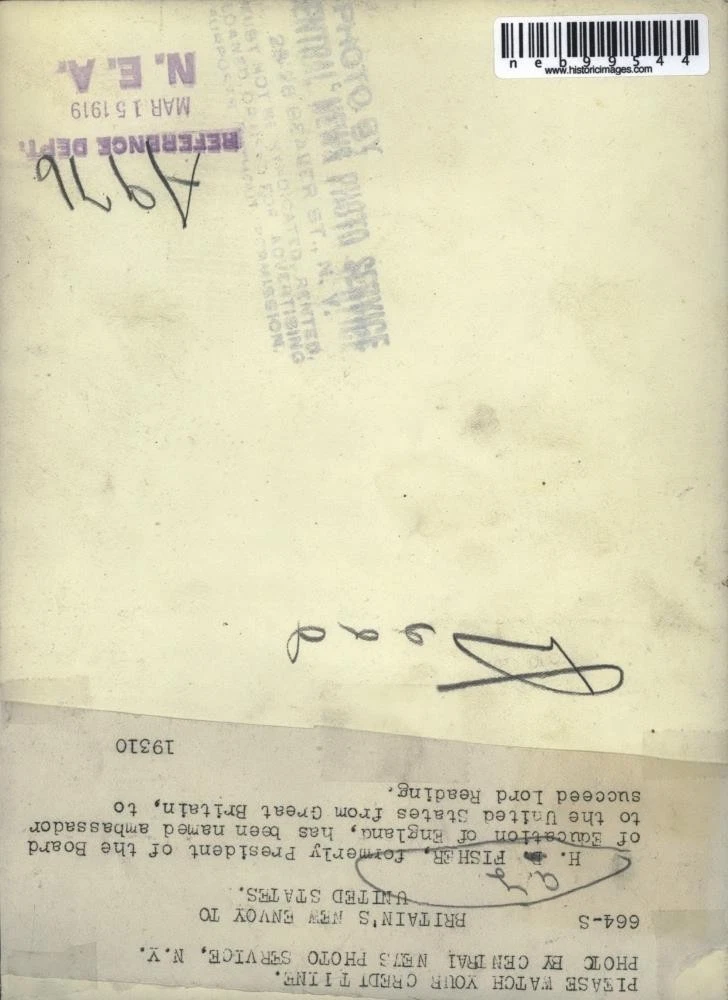 neb99544
www.historicimages.com
PHOTO BY
CENTRAL NEWS PHOTO SERVICE
ST., N. Y.
ADVERTISING
N. E. A.
MAR 15 1919
REFERENCE DEPT.
A976
Dead
PLEASE WATCH YOUR CREDIT LINE.
PHOTO BY CENTRAL NEWS PHOTO SERVICE, N.Y.
664-S BRITAIN'S NEW ENVOY TO
UNITED STATES.
H. FISHER, formerly President of the Board
of Education of England, has been named ambassador
to the United States from Great Britain, to
succeed Lord Reading.
19310